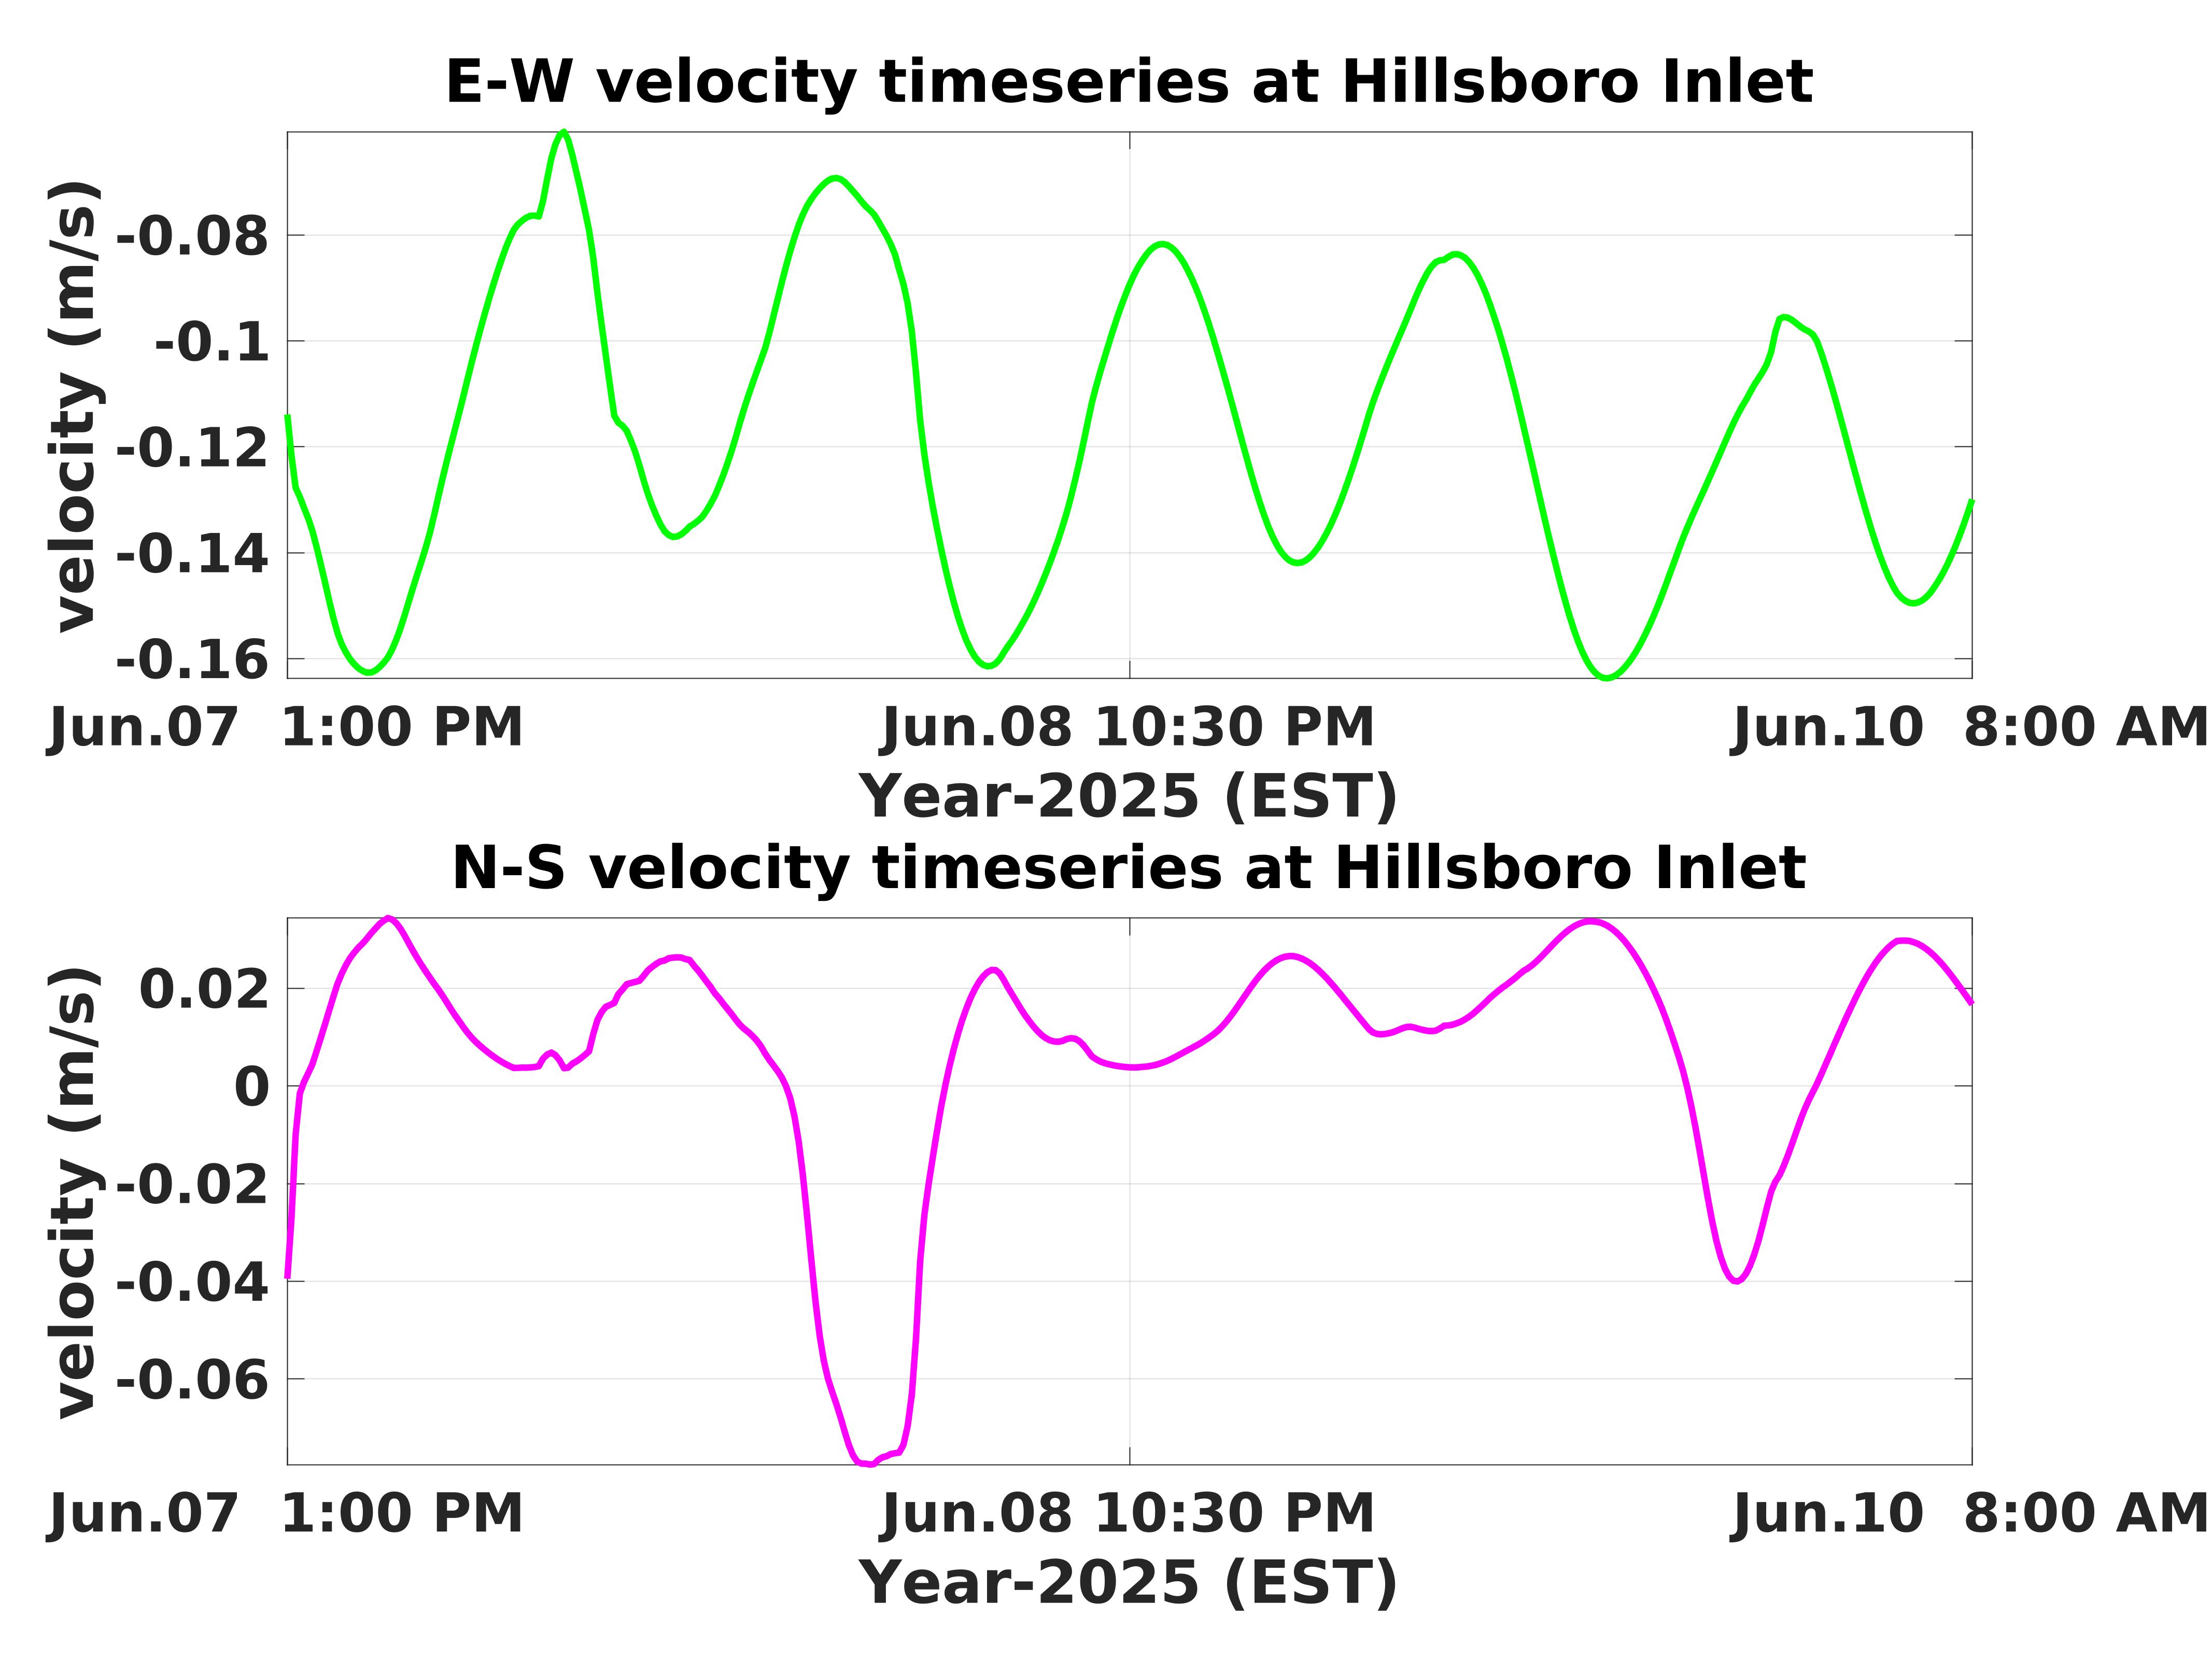 E-W velocity timeseries at Hillsboro Inlet
velocity (m/s)
-0.08
-0.1
-0.12
-0.14
-0.16
Jun.07  1:00 PM
Jun.08 10:30 PM
Jun.10  8:00 AM
Year-2025 (EST)
N-S velocity timeseries at Hillsboro Inlet
velocity (m/s)
0.02
0
-0.02
-0.04
-0.06
Jun.07  1:00 PM
Jun.08 10:30 PM
Jun.10  8:00 AM
Year-2025 (EST)